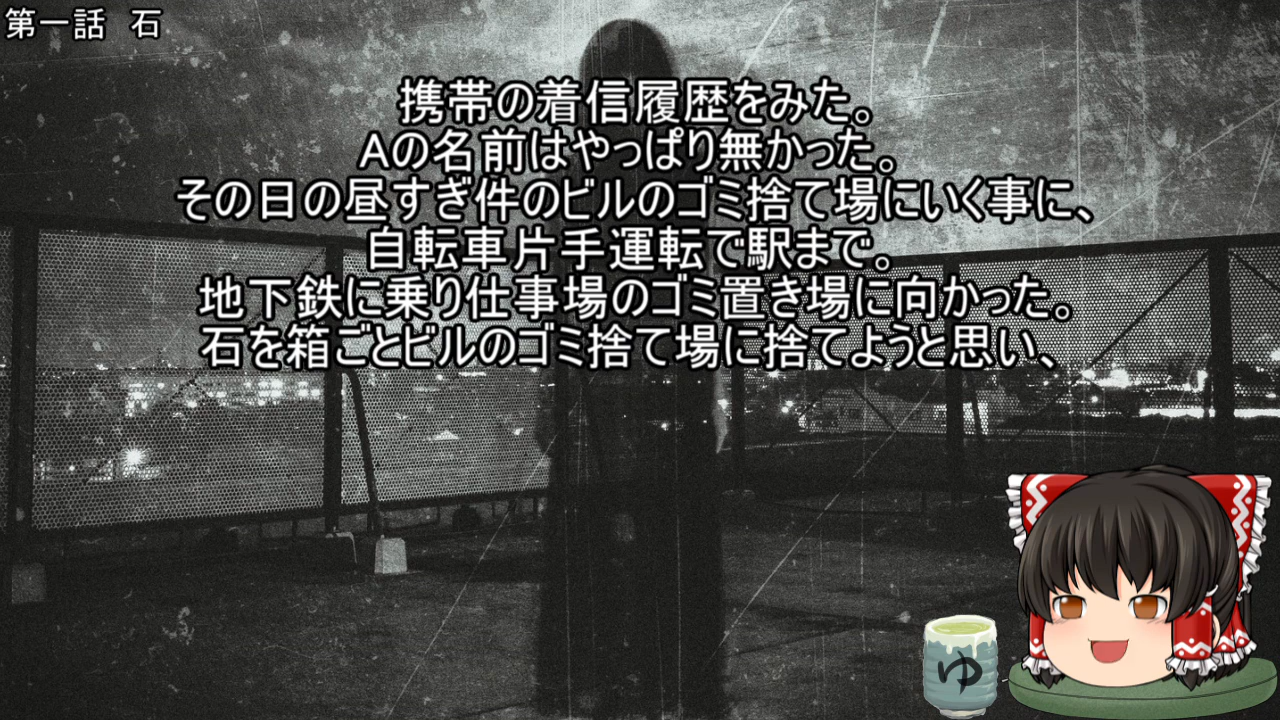 第一話 石
携帯の着信履歴をみた。
Aの名前はやっぱり無かった。
その日の昼すぎ件のビルのゴミ捨て場にいく事に、
自転車片手運転で駅まで。
地下鉄に乗り仕事場のゴミ置き場に向かった。
石を箱ごとビルのゴミ捨て場に捨てようと思い、
ゆ